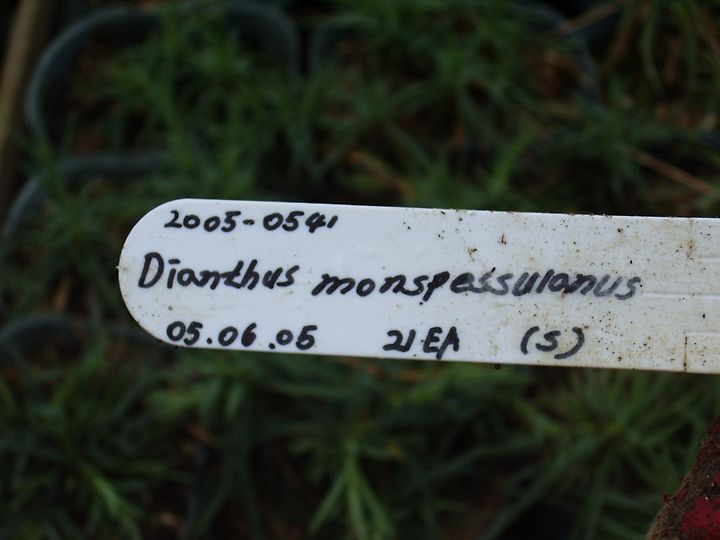 2005-0541
Dianthus monspessulanus
05.06.05 21EA (S)